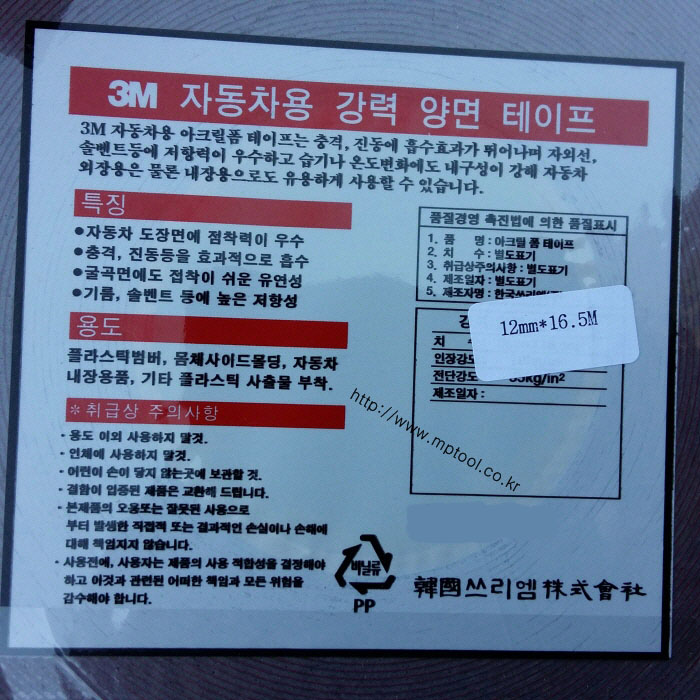 3M 자동차용 강력 양면 테이프
3M 자동차용 아크릴폼 테이프는 충격, 진동에 흡수효과가 뛰어나며 자외선,
솔벤트등에 저항력이 우수하고 습기나 온도변화에도 내구성이 강해 자동차
외장용은 물론 내장용으로도 유용하게 사용할 수 있습니다.
특징
●자동차 도장면에 점착력이 우수
●충격, 진동등을 효과적으로 흡수
●굴곡면에도 접착이 쉬운 유연성
●기름, 솔벤트 등에 높은 저항성
용도
플라스틱범버, 몸체사이드몰딩, 자동차
내장용품, 기타 플라스틱 사출물 부착.
*취급상 주의사항
· 용도 이외 사용하지 말것.
· 인체에 사용하지 말것.
· 어린이 손이 닿지 않는곳에 보관할 것.
· 결함이 입증된 제품은 교환해 드립니다.
· 본제품의 오용또는 잘못된 사용으로
부터 발생한 직접적 또는 결과적인 손실이나 손해에
대해 책임지지 않습니다.
· 사용전에, 사용자는 제품의 사용 적합성을 결정해야
하고 이것과 관련된 어떠한 책임과 모든 위험을
감수해야 합니다.
품질경영 촉진법에 의한 품질표시
1. 품 명 : 아크릴 폼 테이프
2. 치 수 : 별도표기
3. 취급상주의사항 : 별도표기
4. 제조일자 : 별도표기
5. 제조자명 : 한국쓰리엠
12mm*16.5M
치
인장강도
전단강도 kg/in2
제조일자 :
http://www.mptool.co.kr
비닐류
PP
韓國쓰리엠株式會社